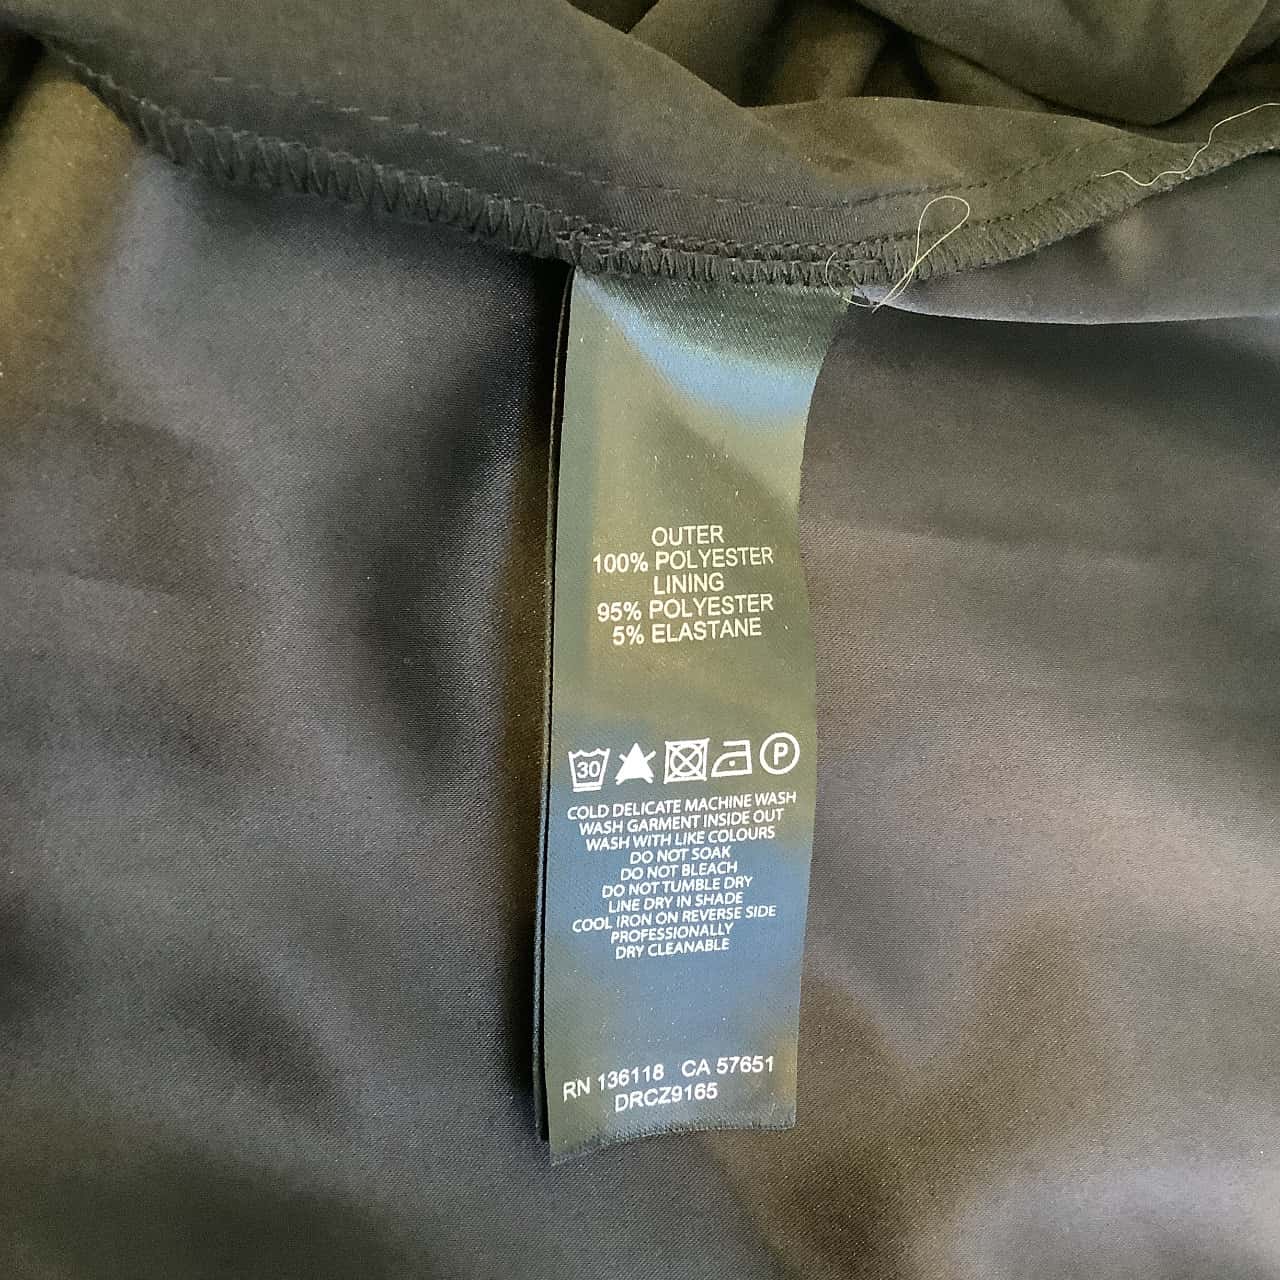 OUTER
100% POLYESTER
LINING
95% POLYESTER
5% ELASTANE
30 P
COLD DELICATE MACHINE WASH
WASH GARMENT INSIDE OUT
WASH WITH LIKE COLOURS
DO NOT SOAK
DO NOT BLEACH
DO NOT TUMBLE DRY
LINE DRY IN SHADE
COOL IRON ON REVERSE SIDE
PROFESSIONALLY
DRY CLEANABLE
RN 136118 CA 57651
DRCZ9165